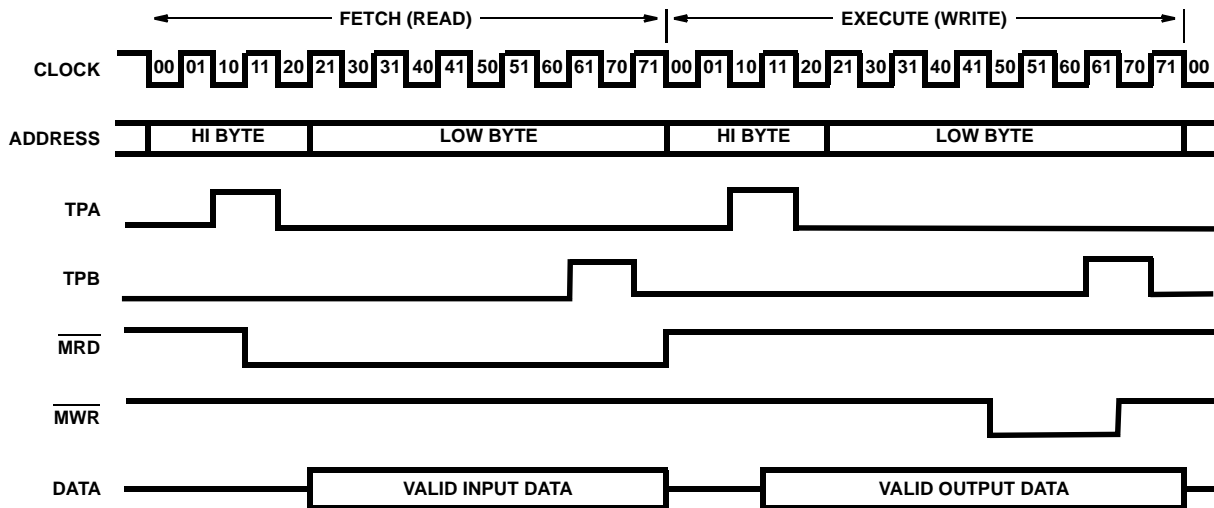 FETCH (READ) EXECUTE (WRITE)
CLOCK 00 01 10 11 20 21 30 31 40 41 50 51 60 61 70 71 00 01 10 11 20 21 30 31 40 41 50 51 60 61 70 71 00
ADDRESS HI BYTE LOW BYTE HI BYTE LOW BYTE
TPA
TPB
MRD
MWR
DATA VALID INPUT DATA VALID OUTPUT DATA